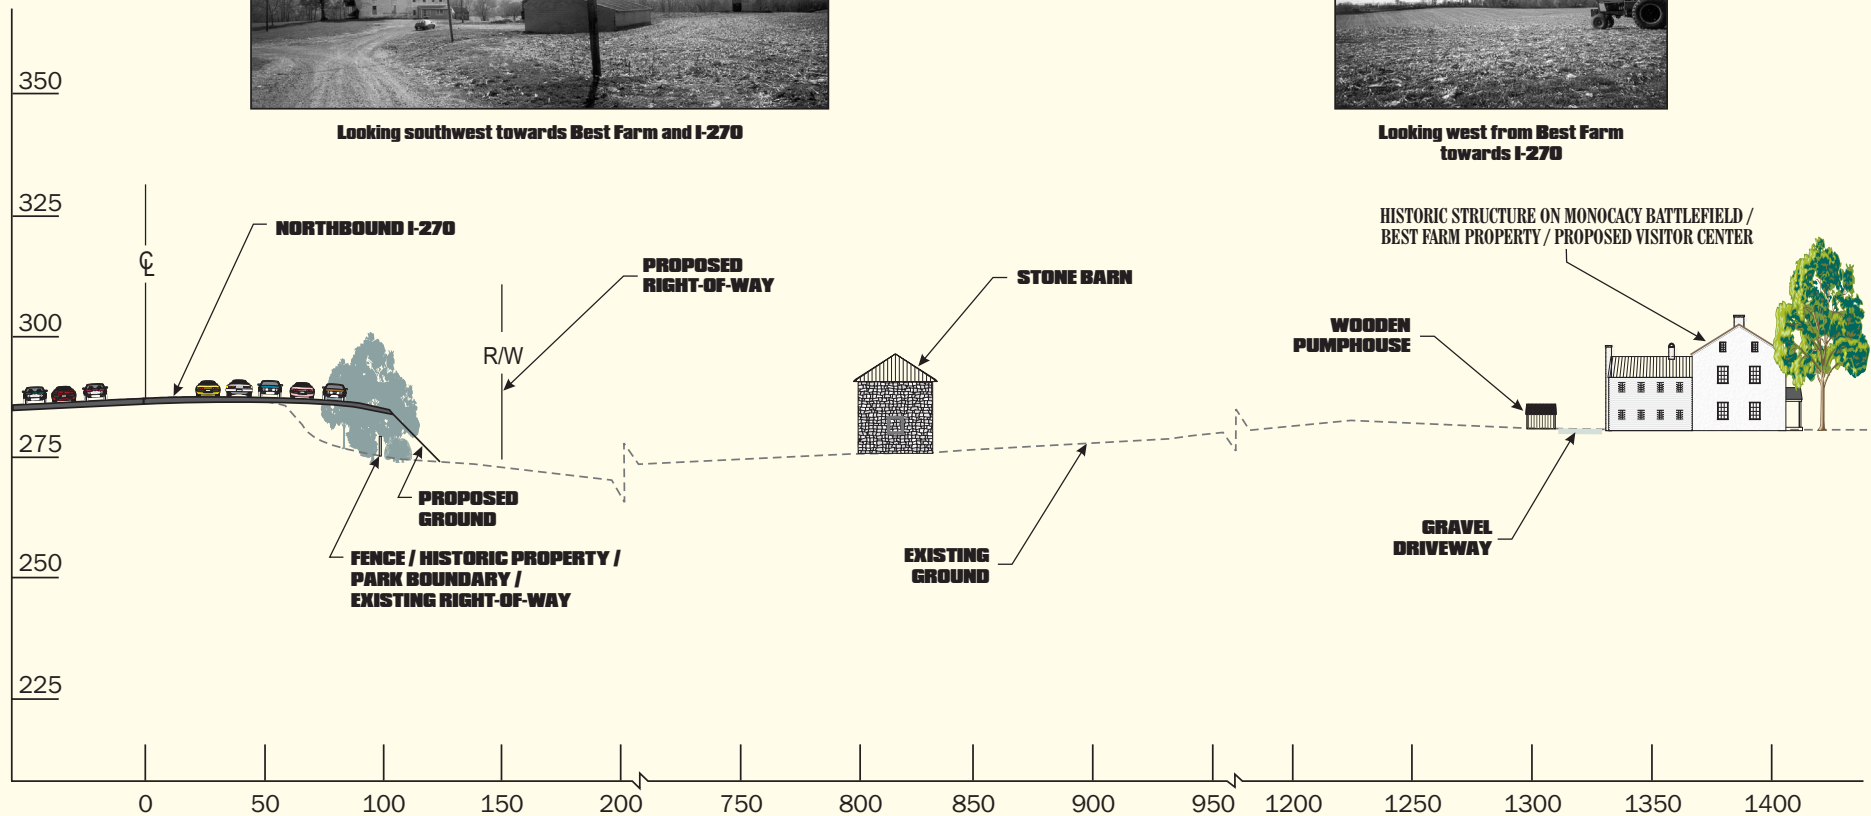 Looking southwest towards Best Farm and I-270
Looking west from Best Farm
towards I-270
350
325
300
275
250
225
℄
NORTHBOUND I-270
PROPOSED
RIGHT-OF-WAY
R/W
STONE BARN
HISTORIC STRUCTURE ON MONOCACY BATTLEFIELD /
BEST FARM PROPERTY / PROPOSED VISITOR CENTER
WOODEN
PUMPHOUSE
PROPOSED
GROUND
FENCE / HISTORIC PROPERTY /
PARK BOUNDARY /
EXISTING RIGHT-OF-WAY
EXISTING
GROUND
GRAVEL
DRIVEWAY
0 50 100 150 200 750 800 850 900 950 1200 1250 1300 1350 1400